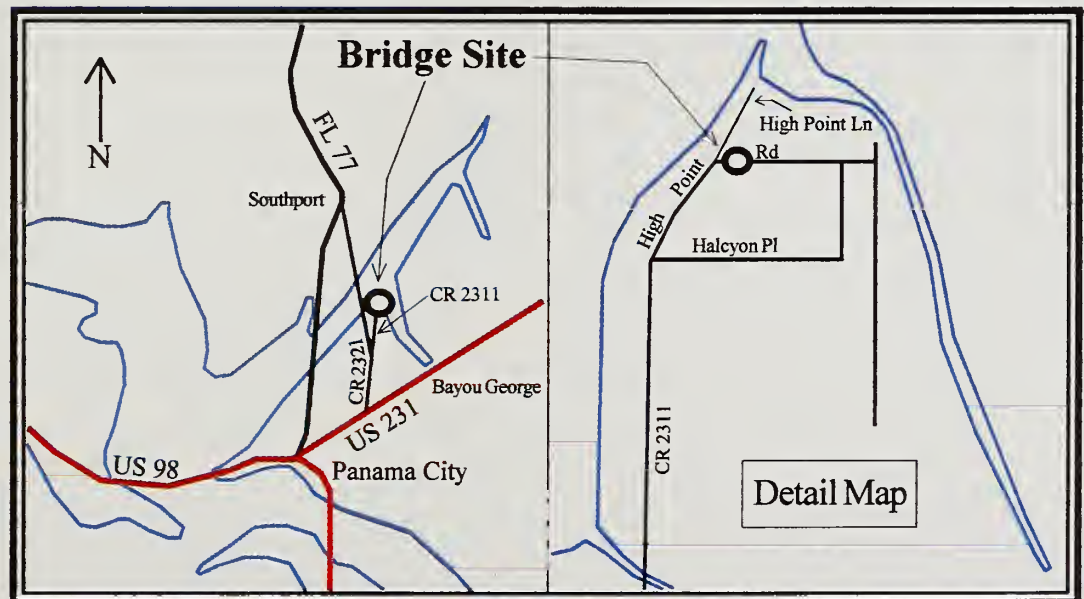 Bridge Site
N
FL 77
Southport
CR 2311
CR 2321
Bayou George
US 231
US 98
Panama City
High Point Ln
High Point Rd
Halcyon Pl
CR 2311
Detail Map